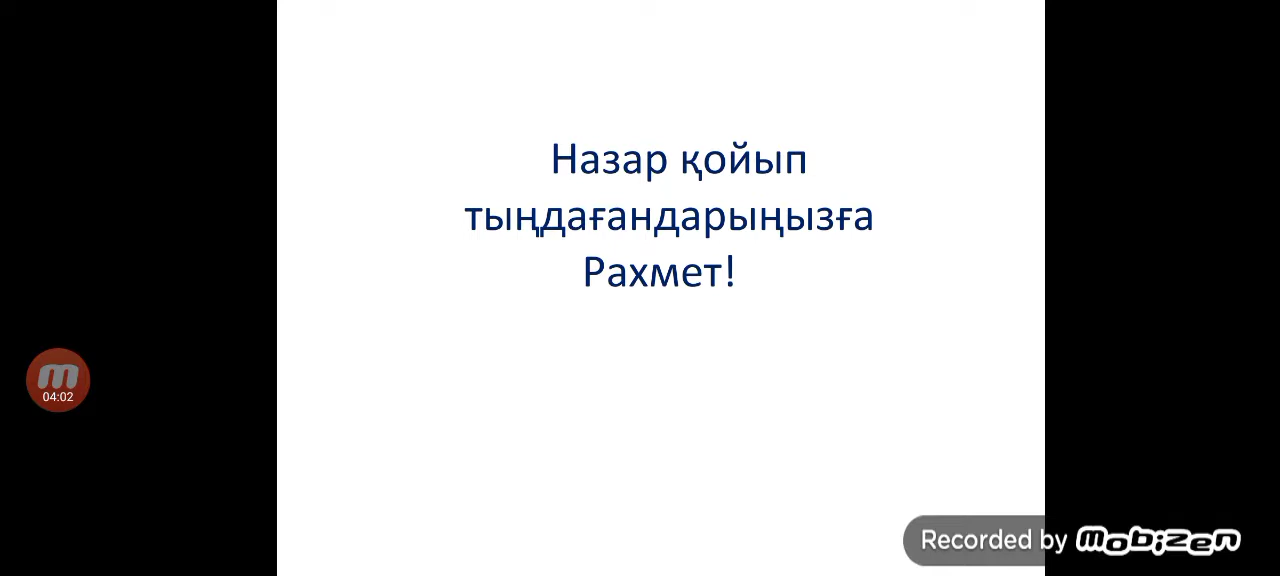 Назар қойып
тыңдағандарыңызға
Рахмет!
m
04:02
Recorded by mobizen